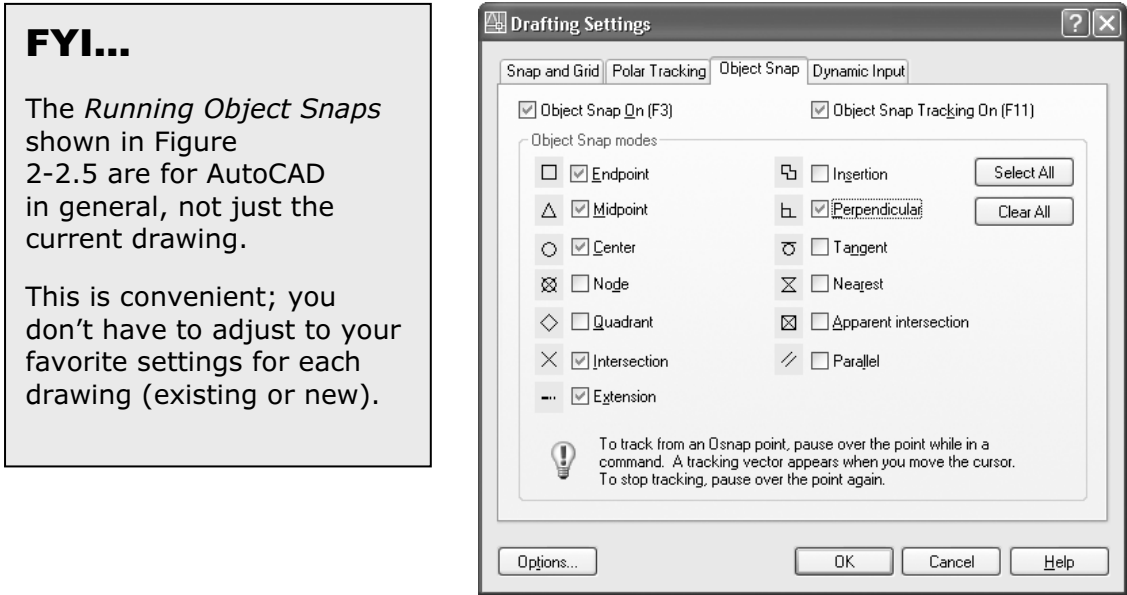 FYI…
The Running Object Snaps
shown in Figure
2-2.5 are for AutoCAD
in general, not just the
current drawing.
This is convenient; you
don’t have to adjust to your
favorite settings for each
drawing (existing or new).
Drafting Settings
Snap and Grid Polar Tracking Object Snap Dynamic Input
Object Snap On (F3) Object Snap Tracking On (F11)
Object Snap modes
Endpoint Insertion Select All
Midpoint Perpendicular Clear All
Center Tangent
Node Nearest
Quadrant Apparent intersection
Intersection Parallel
Extension
To track from an Osnap point, pause over the point while in a
command. A tracking vector appears when you move the cursor.
To stop tracking, pause over the point again.
Options... OK Cancel Help